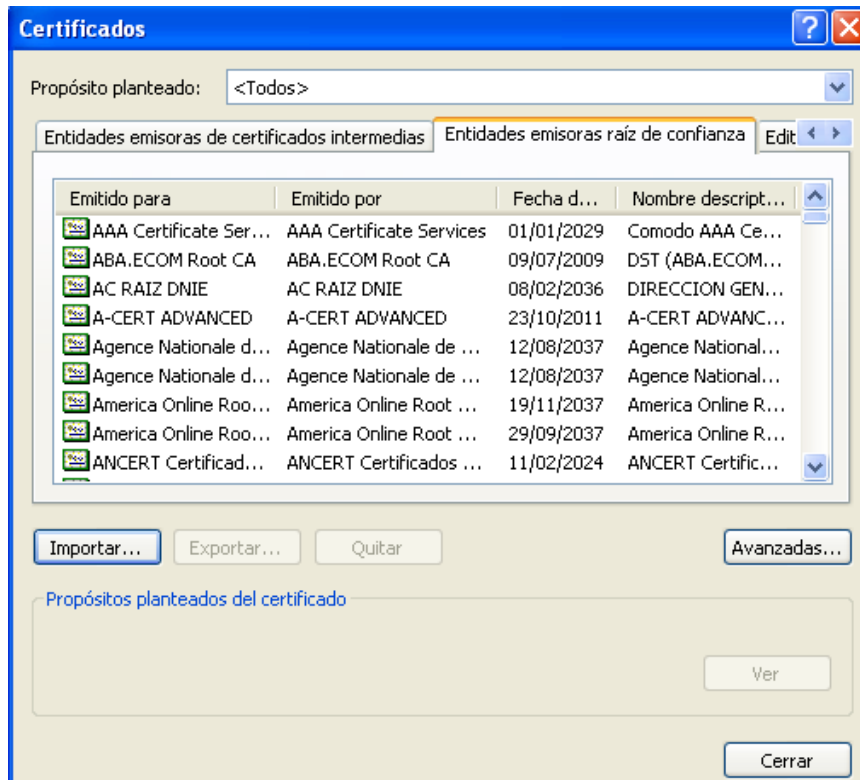 Certificados
Propósito planteado: <Todos>
Entidades emisoras de certificados intermedias Entidades emisoras raíz de confianza Edit
Emitido para Emitido por Fecha d... Nombre descript...
AAA Certificate Ser... AAA Certificate Services 01/01/2029 Comodo AAA Ce...
ABA.ECOM Root CA ABA.ECOM Root CA 09/07/2009 DST (ABA.ECOM...
AC RAIZ DNIE AC RAIZ DNIE 08/02/2036 DIRECCION GEN...
A-CERT ADVANCED A-CERT ADVANCED 23/10/2011 A-CERT ADVANC...
Agence Nationale d... Agence Nationale de ... 12/08/2037 Agence National...
Agence Nationale d... Agence Nationale de ... 12/08/2037 Agence National...
America Online Roo... America Online Root ... 19/11/2037 America Online R...
America Online Roo... America Online Root ... 29/09/2037 America Online R...
ANCERT Certificad... ANCERT Certificados ... 11/02/2024 ANCERT Certific...
Importar... Exportar... Quitar Avanzadas...
Propósitos planteados del certificado
Ver
Cerrar